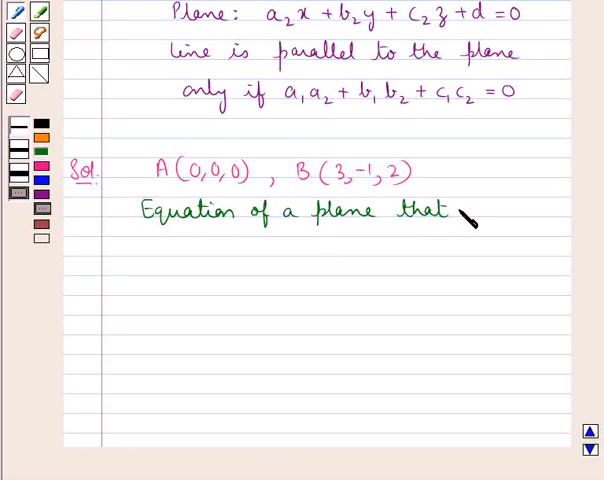 Plane: a₂x + b₂y + c₂z + d = 0
Line is parallel to the plane
only if a₁a₂ + b₁b₂ + c₁c₂ = 0
Sol. A(0,0,0) , B(3,-1,2)
Equation of a plane that